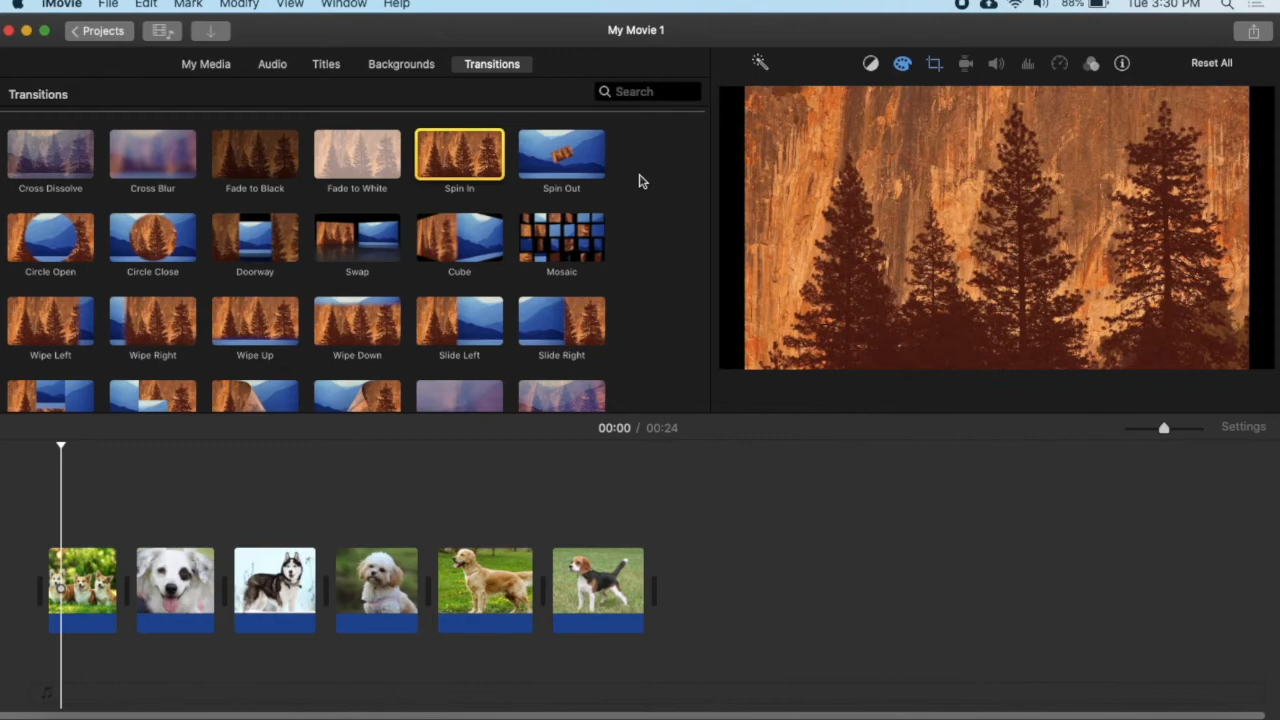 iMovie File Edit Mark Modify View Window Help 88% Tue 3:30 PM
Projects My Movie 1
My Media Audio Titles Backgrounds Transitions Reset All
Transitions Search
Cross Dissolve Cross Blur Fade to Black Fade to White Spin In Spin Out
Circle Open Circle Close Doorway Swap Cube Mosaic
Wipe Left Wipe Right Wipe Up Wipe Down Slide Left Slide Right
00:00 / 00:24 Settings